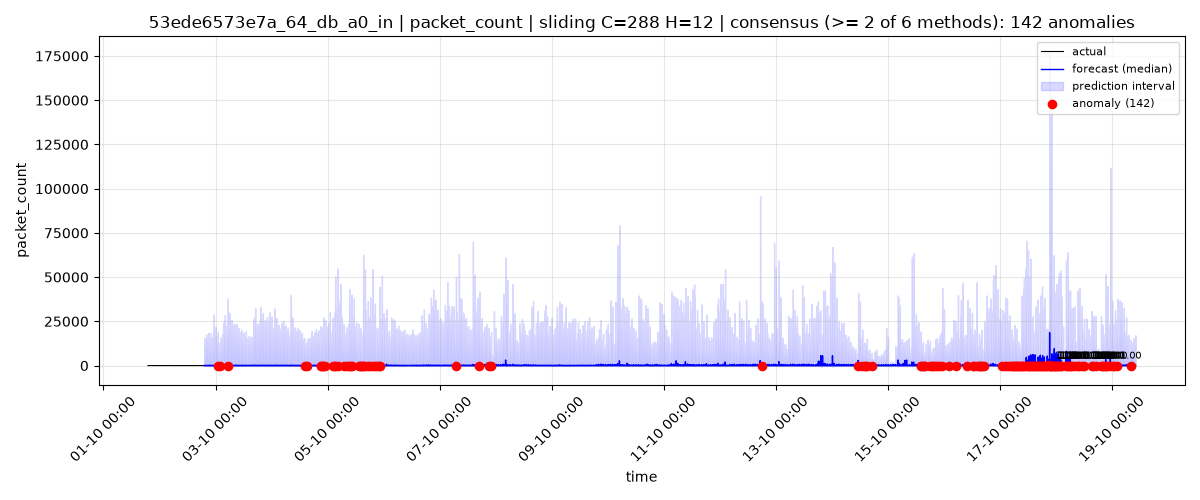 53ede6573e7a_64_db_a0_in | packet_count | sliding C=288 H=12 | consensus (>= 2 of 6 methods): 142 anomalies
packet_count
175000
150000
125000
100000
75000
50000
25000
0
actual
forecast (median)
prediction interval
anomaly (142)
01-10 00:00
03-10 00:00
05-10 00:00
07-10 00:00
09-10 00:00
11-10 00:00
13-10 00:00
15-10 00:00
17-10 00:00
19-10 00:00
time